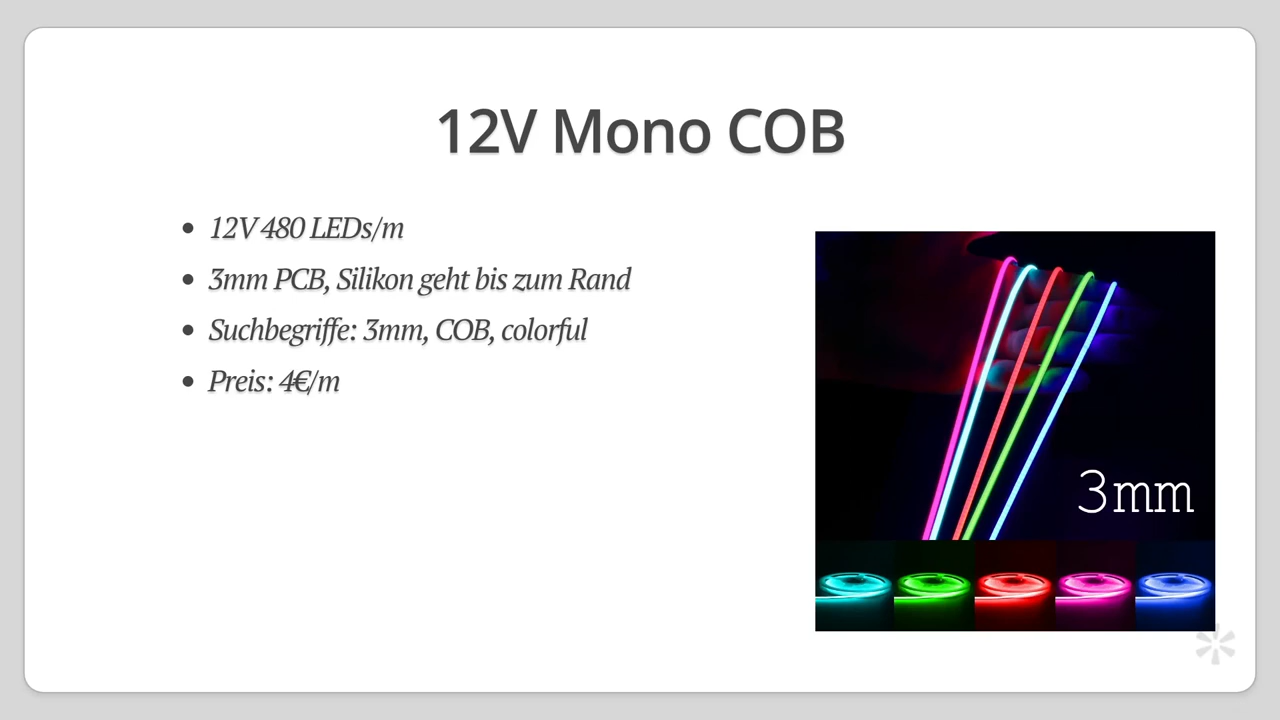 12V Mono COB
12V 480 LEDs/m
3mm PCB, Silikon geht bis zum Rand
Suchbegriffe: 3mm, COB, colorful
Preis: 4€/m
3mm